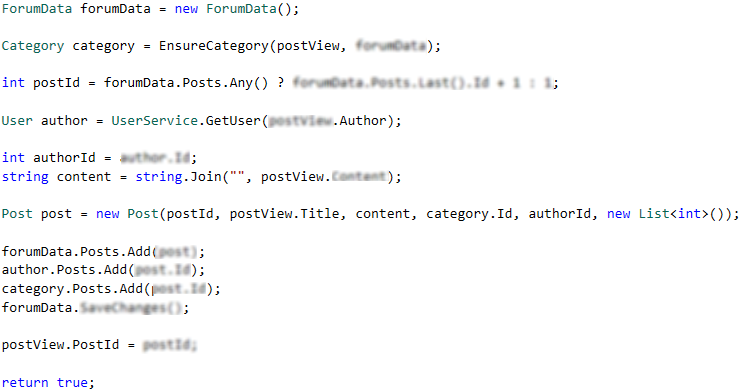 ForumData forumData = new ForumData();
Category category = EnsureCategory(postView, forumData);
int postId = forumData.Posts.Any() ? forumData.Posts.Last().Id + 1 : 1;
User author = UserService.GetUser(postView.Author);
int authorId = author.Id;
string content = string.Join("", postView.Content);
Post post = new Post(postId, postView.Title, content, category.Id, authorId, new List<int>());
forumData.Posts.Add(post);
author.Posts.Add(post.Id);
category.Posts.Add(post.Id);
forumData.SaveChanges();
postView.PostId = postId;
return true;